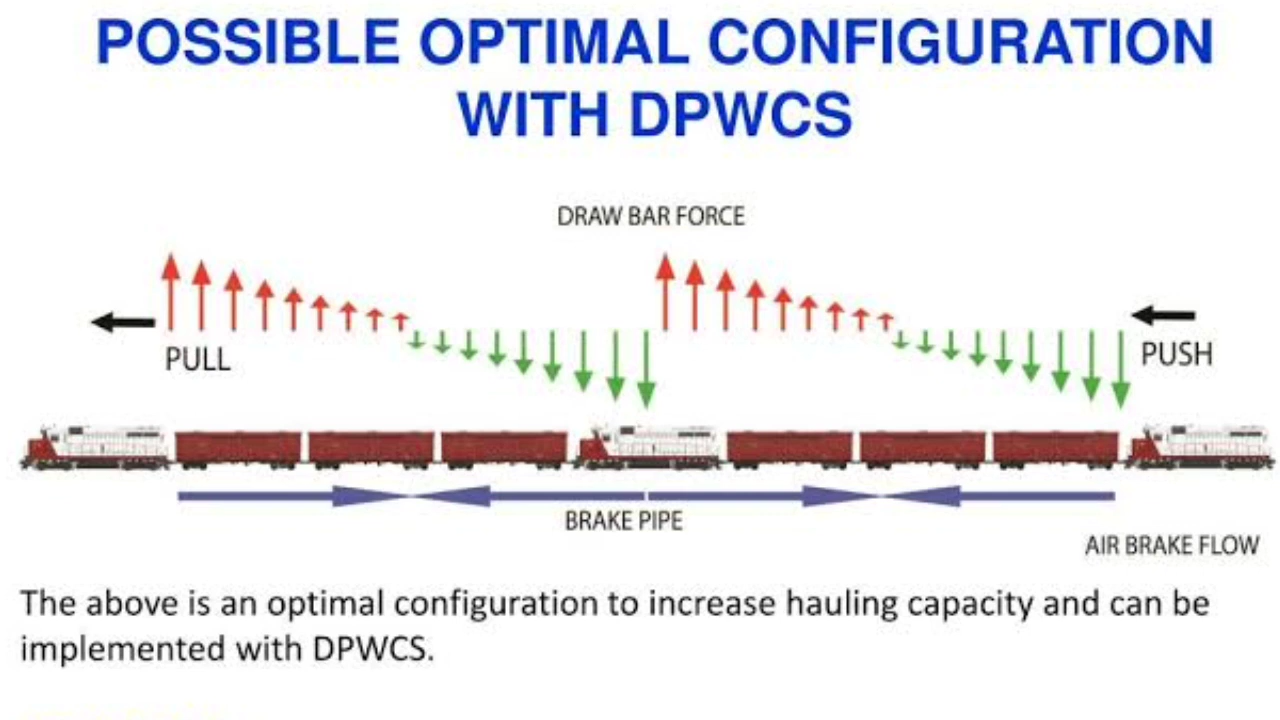 POSSIBLE OPTIMAL CONFIGURATION
WITH DPWCS
DRAW BAR FORCE
PULL
PUSH
BRAKE PIPE
AIR BRAKE FLOW
The above is an optimal configuration to increase hauling capacity and can be
implemented with DPWCS.